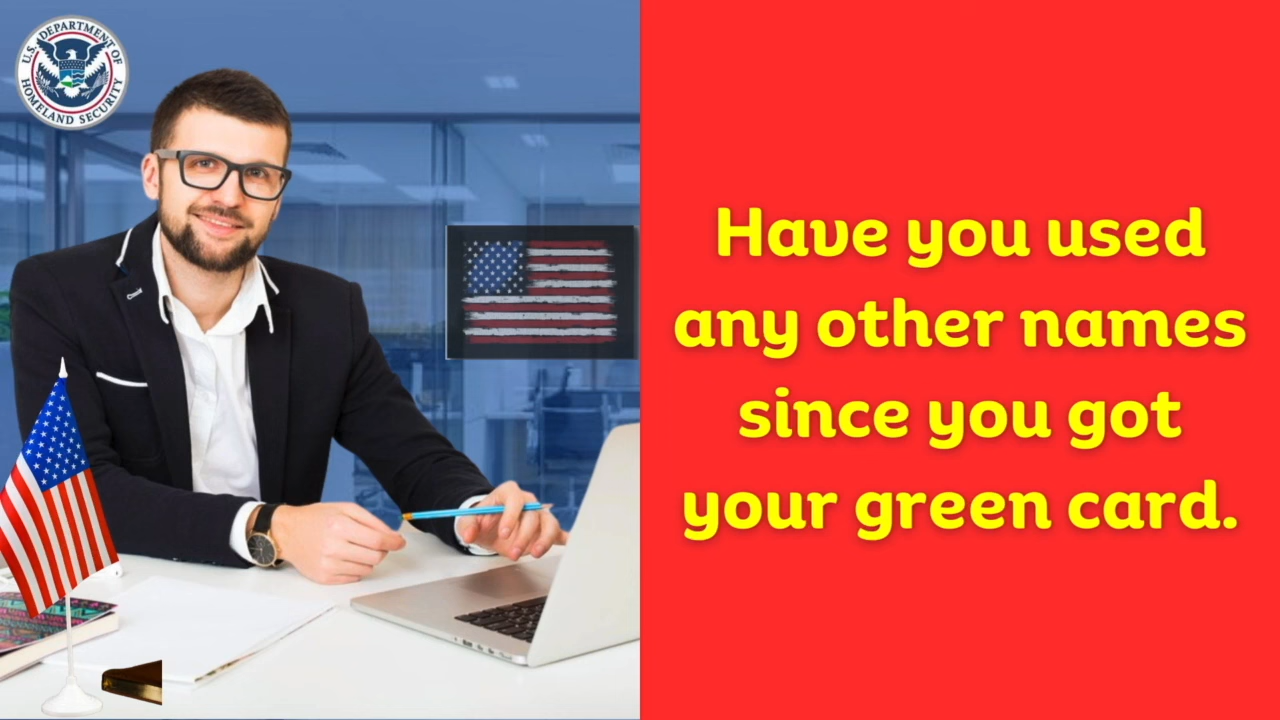 U.S. DEPARTMENT OF
HOMELAND SECURITY
Have you used
any other names
since you got
your green card.